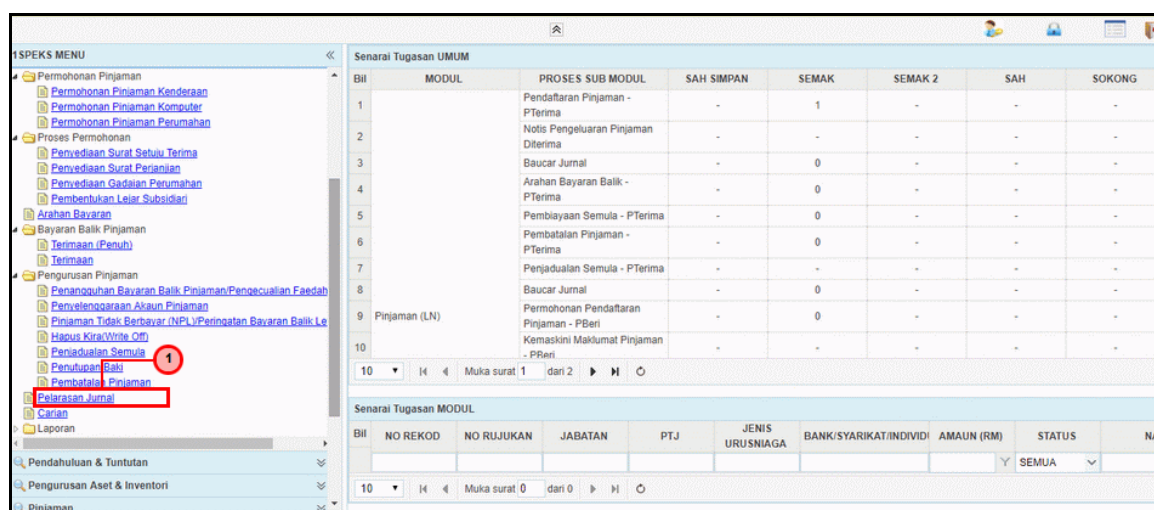 1SPEKS MENU
Permohonan Pinjaman
Permohonan Pinjaman Kenderaan
Permohonan Pinjaman Komputer
Permohonan Pinjaman Perumahan
Proses Permohonan
Penyediaan Surat Setuju Terima
Penyediaan Surat Perjanjian
Penyediaan Gadaian Perumahan
Pembentukan Lejar Subsidiari
Arahan Bayaran
Bayaran Balik Pinjaman
Terimaan (Penuh)
Terimaan
Pengurusan Pinjaman
Penangguhan Bayaran Balik Pinjaman/Pengecualian Faedah
Penyelenggaraan Akaun Pinjaman
Pinjaman Tidak Berbayar (NPL)/Peringatan Bayaran Balik Le
Hapus Kira(Write Off)
Penjadualan Semula
Penutupan Baki
Pembatalan Pinjaman
1
Pelarasan Jurnal
Carian
Laporan
Pendahuluan & Tuntutan
Pengurusan Aset & Inventori
Pinjaman
Senarai Tugasan UMUM
Bil MODUL PROSES SUB MODUL SAH SIMPAN SEMAK SEMAK 2 SAH SOKONG
1 Pendaftaran Pinjaman - PTerima - 1 - - -
2 Notis Pengeluaran Pinjaman Diterima - - - - -
3 Baucar Jurnal - 0 - - -
4 Arahan Bayaran Balik - PTerima - 0 - - -
5 Pembiayaan Semula - PTerima - 0 - - -
6 Pembatalan Pinjaman - PTerima - 0 - - -
7 Penjadualan Semula - PTerima - - - - -
8 Baucar Jurnal - 0 - - -
9 Pinjaman (LN) Permohonan Pendaftaran Pinjaman - PBeri - 0 - - -
10 Kemaskini Maklumat Pinjaman - PBeri - - - - -
10 Muka surat 1 dari 2
Senarai Tugasan MODUL
Bil NO REKOD NO RUJUKAN JABATAN PTJ JENIS URUSNIAGA BANK/SYARIKAT/INDIVIDU AMAUN (RM) STATUS
SEMUA
10 Muka surat 0 dari 0